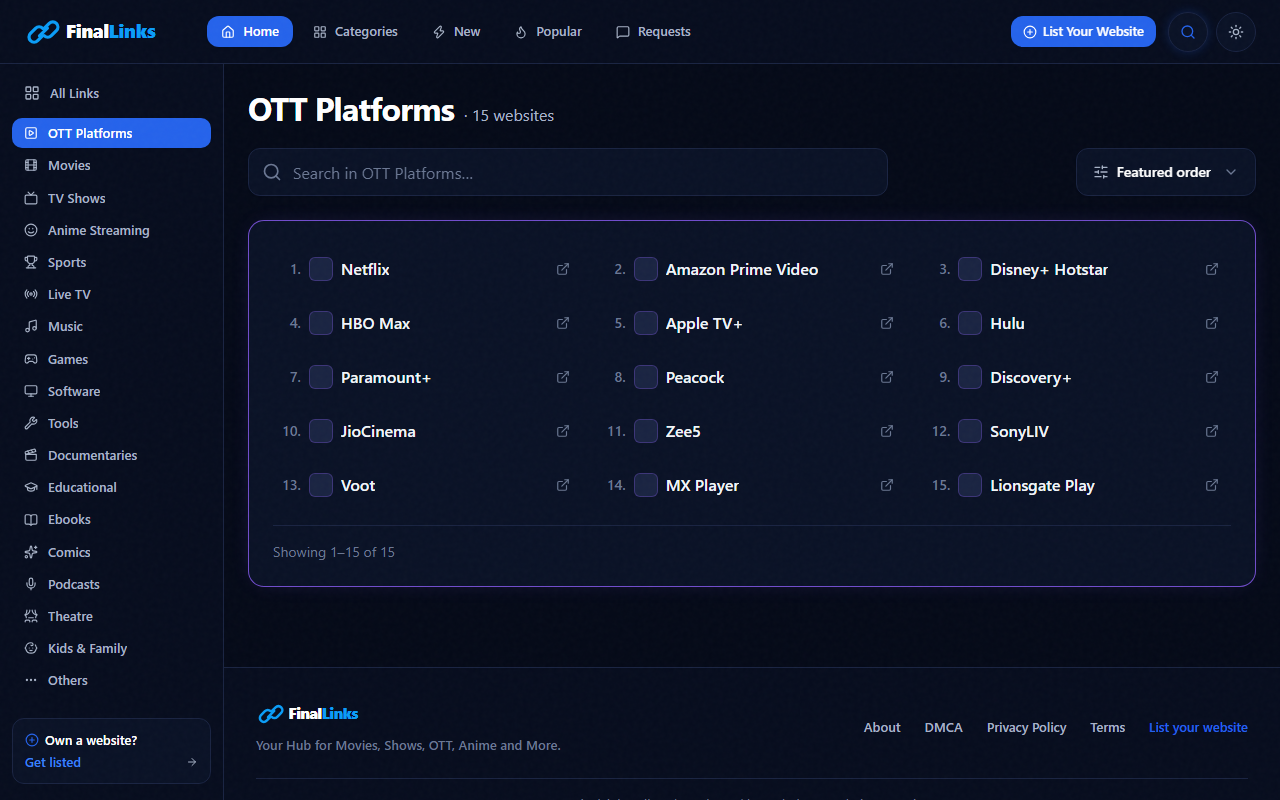 FinalLinks
Home
Categories
New
Popular
Requests
List Your Website
All Links
OTT Platforms
Movies
TV Shows
Anime Streaming
Sports
Live TV
Music
Games
Software
Tools
Documentaries
Educational
Ebooks
Comics
Podcasts
Theatre
Kids & Family
Others
Own a website?
Get listed
OTT Platforms · 15 websites
Search in OTT Platforms...
Featured order
1. Netflix
2. Amazon Prime Video
3. Disney+ Hotstar
4. HBO Max
5. Apple TV+
6. Hulu
7. Paramount+
8. Peacock
9. Discovery+
10. JioCinema
11. Zee5
12. SonyLIV
13. Voot
14. MX Player
15. Lionsgate Play
Showing 1–15 of 15
FinalLinks
Your Hub for Movies, Shows, OTT, Anime and More.
About
DMCA
Privacy Policy
Terms
List your website